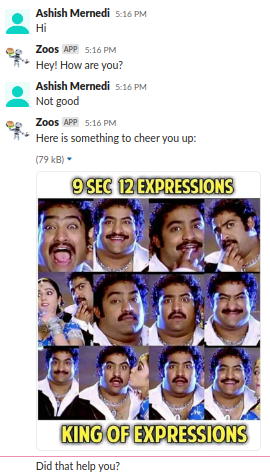 Ashish Mernedi 5:16 PM
Hi
Zoos APP 5:16 PM
Hey! How are you?
Ashish Mernedi 5:16 PM
Not good
Zoos APP 5:16 PM
Here is something to cheer you up:
(79 kB)
9 SEC 12 EXPRESSIONS
KING OF EXPRESSIONS
Did that help you?